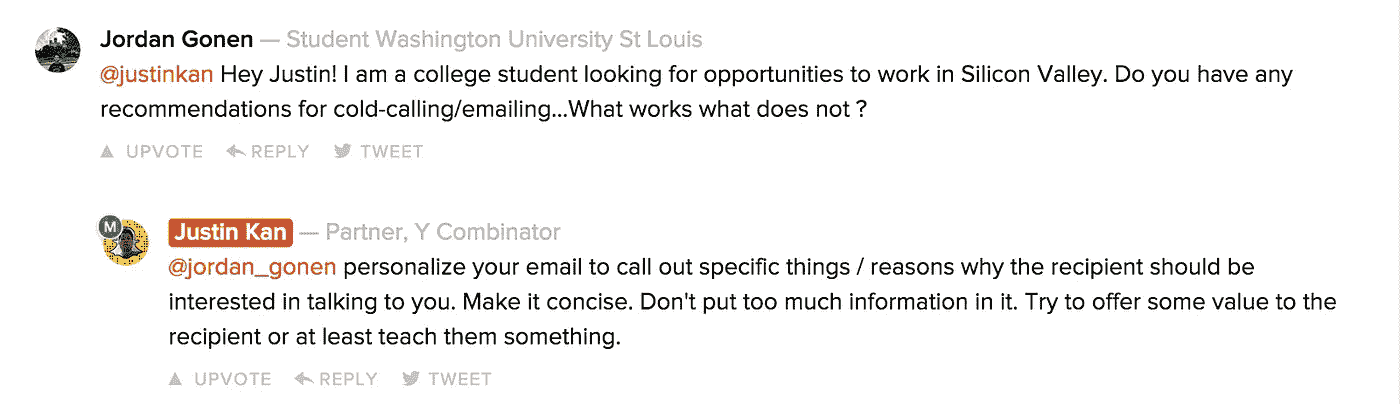 Jordan Gonen — Student Washington University St Louis
@justinkan Hey Justin! I am a college student looking for opportunities to work in Silicon Valley. Do you have any
recommendations for cold-calling/emailing...What works what does not ?
UPVOTE REPLY TWEET
M
Justin Kan — Partner, Y Combinator
@jordan_gonen personalize your email to call out specific things / reasons why the recipient should be
interested in talking to you. Make it concise. Don't put too much information in it. Try to offer some value to the
recipient or at least teach them something.
UPVOTE REPLY TWEET